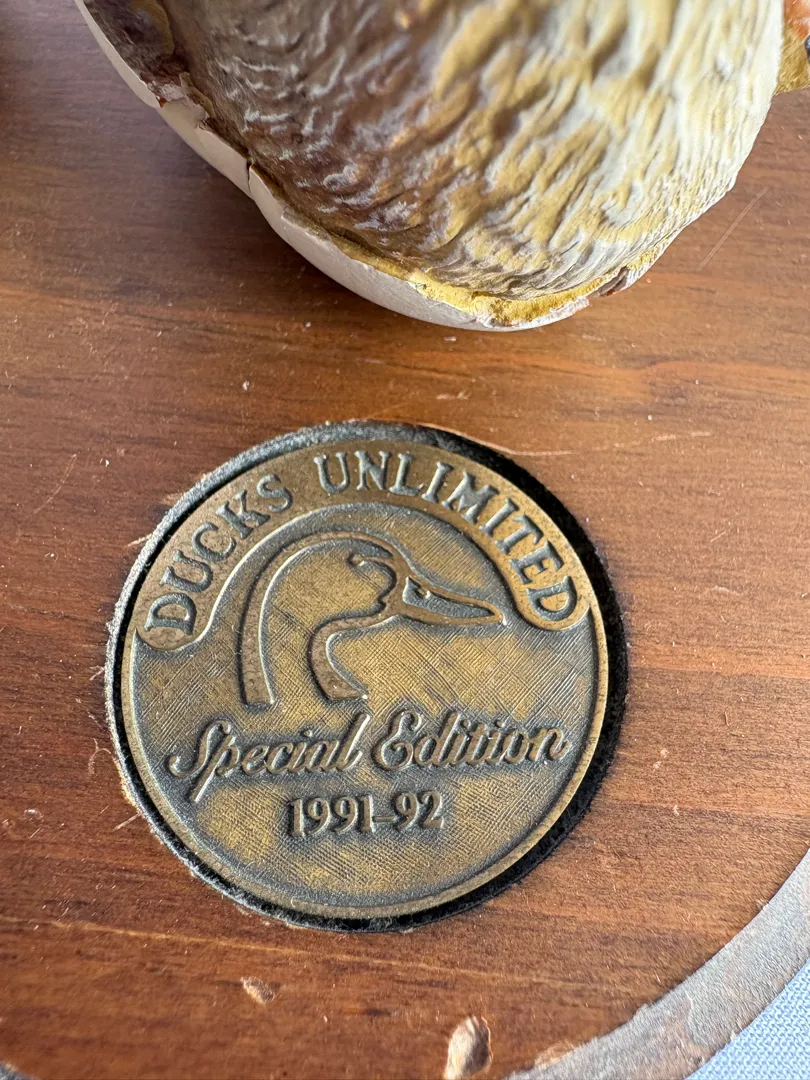 DUCKS UNLIMITED
Special Edition
1991-92